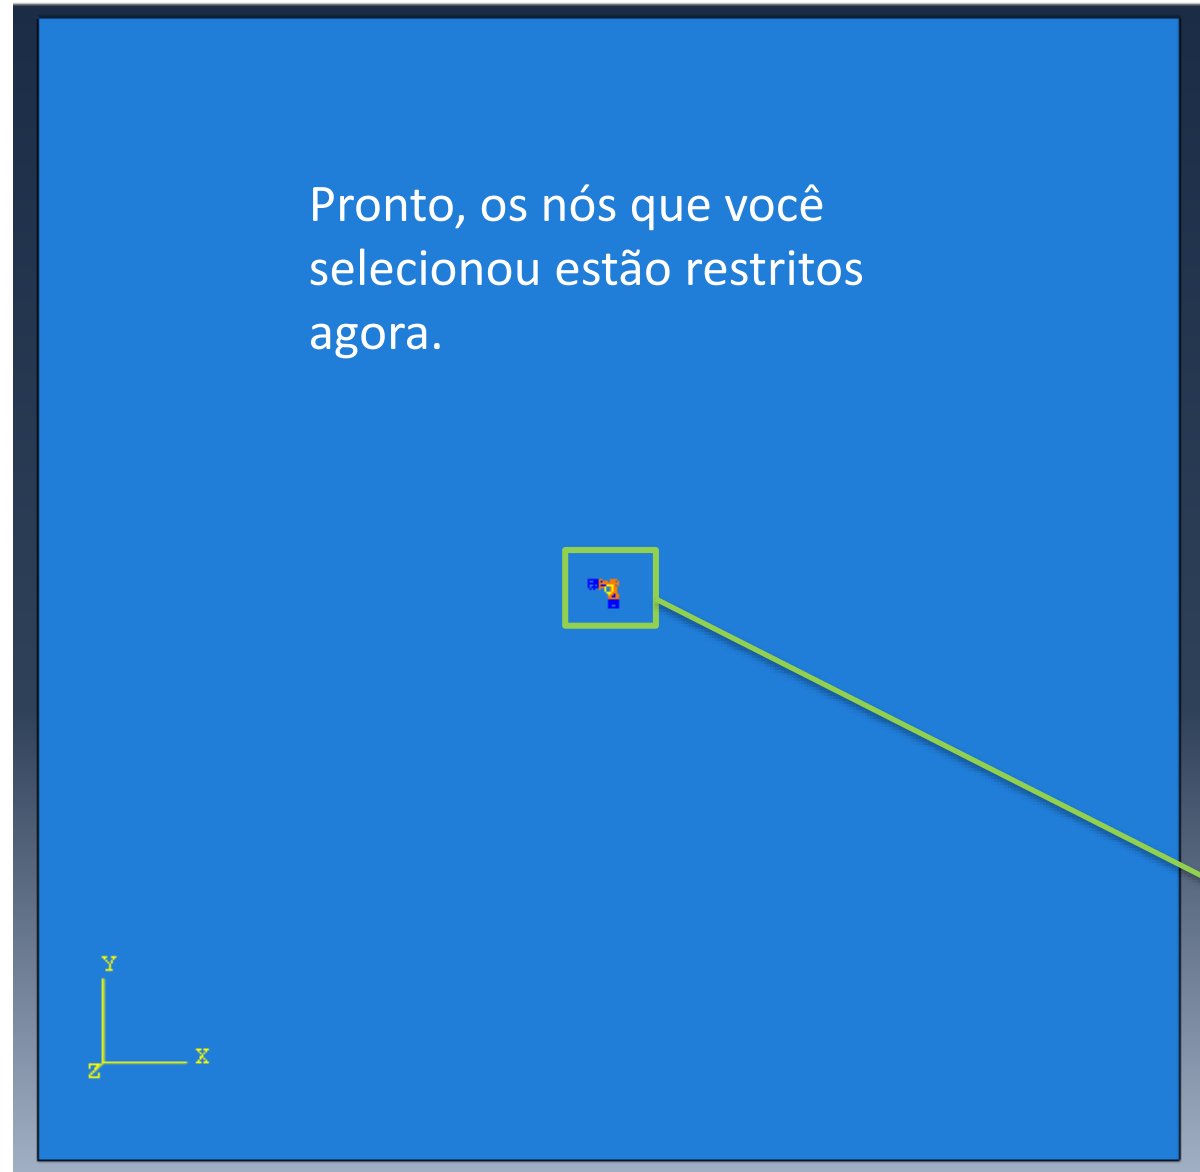 Pronto, os nós que você
selecionou estão restritos
agora.
Y
X
Z